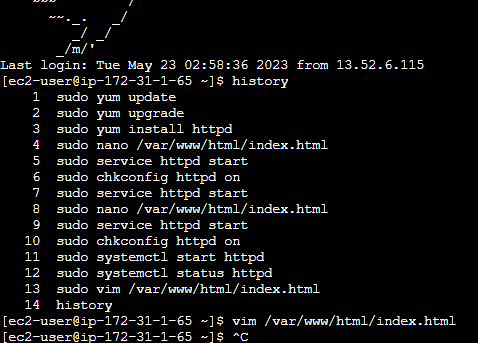 ~~~         /
~~._.   _/
_/ _/
_/m/'
Last login: Tue May 23 02:58:36 2023 from 13.52.6.115
[ec2-user@ip-172-31-1-65 ~]$ history
1  sudo yum update
2  sudo yum upgrade
3  sudo yum install httpd
4  sudo nano /var/www/html/index.html
5  sudo service httpd start
6  sudo chkconfig httpd on
7  sudo service httpd start
8  sudo nano /var/www/html/index.html
9  sudo service httpd start
10  sudo chkconfig httpd on
11  sudo systemctl start httpd
12  sudo systemctl status httpd
13  sudo vim /var/www/html/index.html
14  history
[ec2-user@ip-172-31-1-65 ~]$ vim /var/www/html/index.html
[ec2-user@ip-172-31-1-65 ~]$ ^C